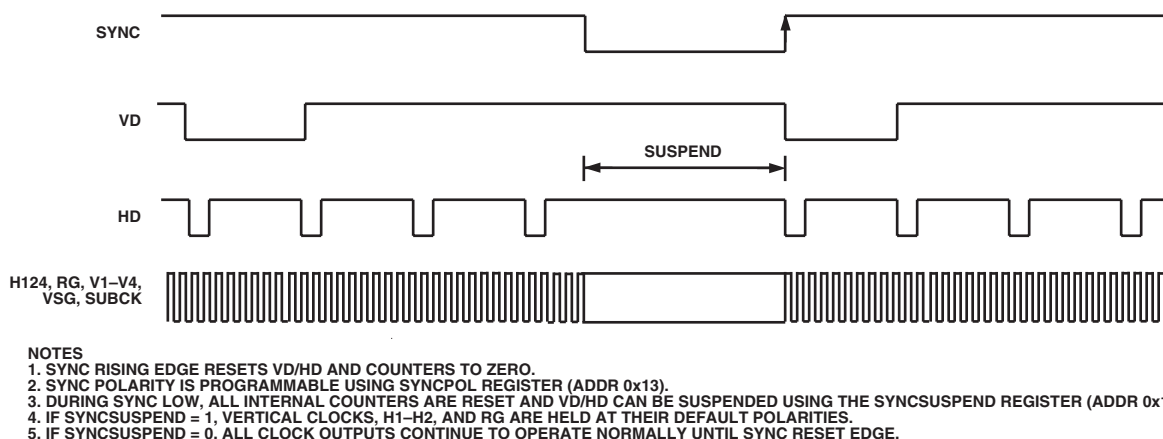 SYNC
VD
SUSPEND
HD
H124, RG, V1–V4,
VSG, SUBCK
NOTES
1. SYNC RISING EDGE RESETS VD/HD AND COUNTERS TO ZERO.
2. SYNC POLARITY IS PROGRAMMABLE USING SYNCPOL REGISTER (ADDR 0x13).
3. DURING SYNC LOW, ALL INTERNAL COUNTERS ARE RESET AND VD/HD CAN BE SUSPENDED USING THE SYNCSUSPEND REGISTER (ADDR
4. IF SYNCSUSPEND = 1, VERTICAL CLOCKS, H1–H2, AND RG ARE HELD AT THEIR DEFAULT POLARITIES.
5. IF SYNCSUSPEND = 0, ALL CLOCK OUTPUTS CONTINUE TO OPERATE NORMALLY UNTIL SYNC RESET EDGE.